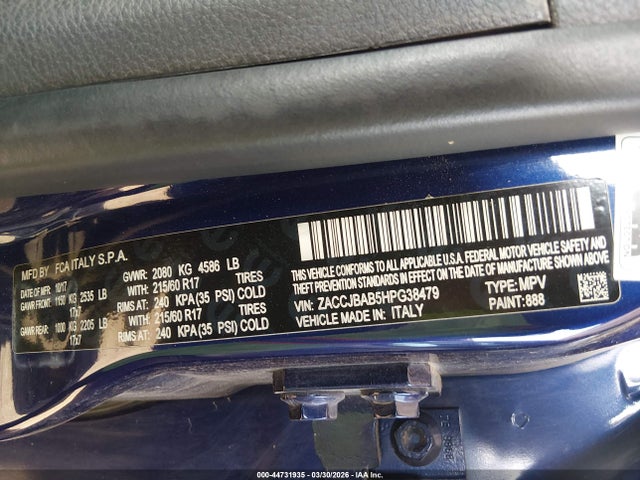 MFD BY FCA ITALY S.P.A.
DATE OF MFD: 10/17 GVWR: 2080 KG 4586 LB
GAWR FRONT: 1150 KG 2535 LB WITH: 215/60 R17 TIRES
17x7 RIMS AT: 240 KPA(35 PSI) COLD
GAWR REAR: 1000 KG 2205 LB WITH: 215/60 R17 TIRES
17x7 RIMS AT: 240 KPA(35 PSI) COLD
THIS VEHICLE CONFORMS TO ALL APPLICABLE U.S.A. FEDERAL MOTOR VEHICLE SAFETY AND
THEFT PREVENTION STANDARDS IN EFFECT ON THE DATE OF MANUFACTURE SHOWN ABOVE.
VIN: ZACCJBAB5HPG38479 TYPE: MPV
VEHICLE MADE IN: ITALY PAINT: 888
000-44731935 - 03/30/2026 - IAAI.COM